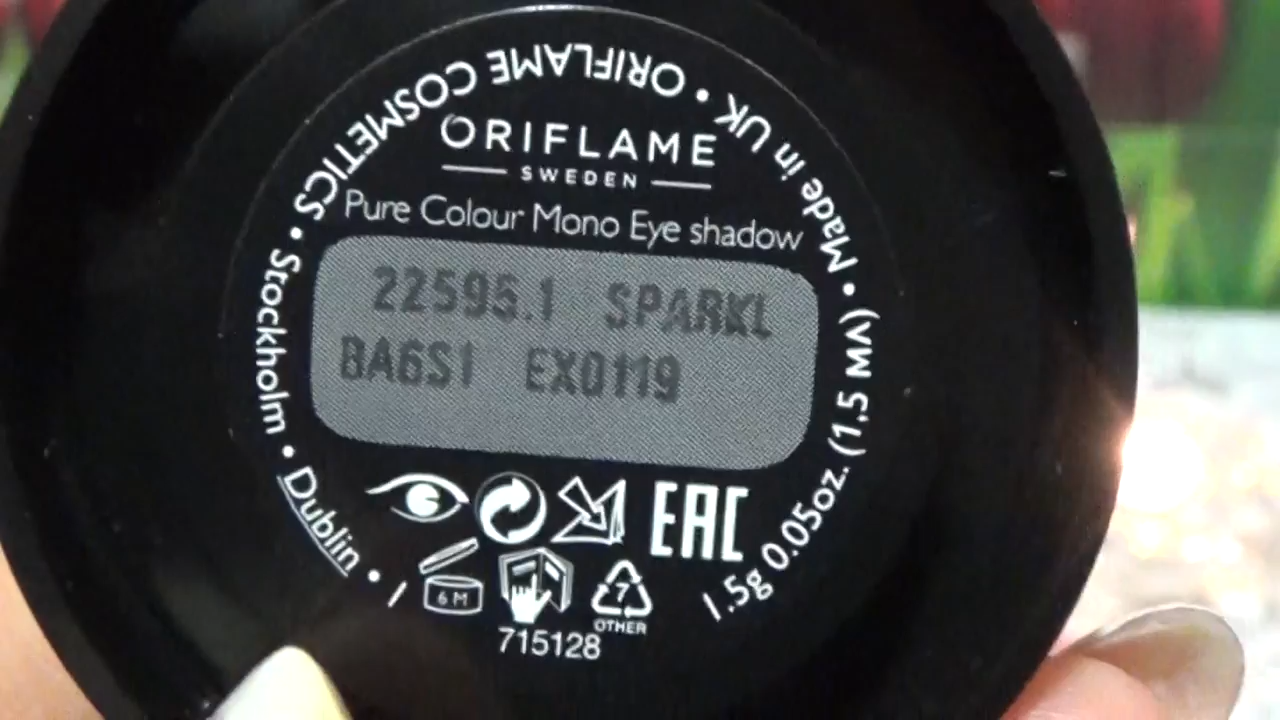 ORIFLAME COSMETICS • Stockholm • Dublin •
1.5g 0.05oz. (1,5 мл) • Made in UK •
ORIFLAME
SWEDEN
Pure Colour Mono Eye shadow
22595.1 SPARKL
BA6S1 EX0119
EAC
6 M
7
OTHER
715128